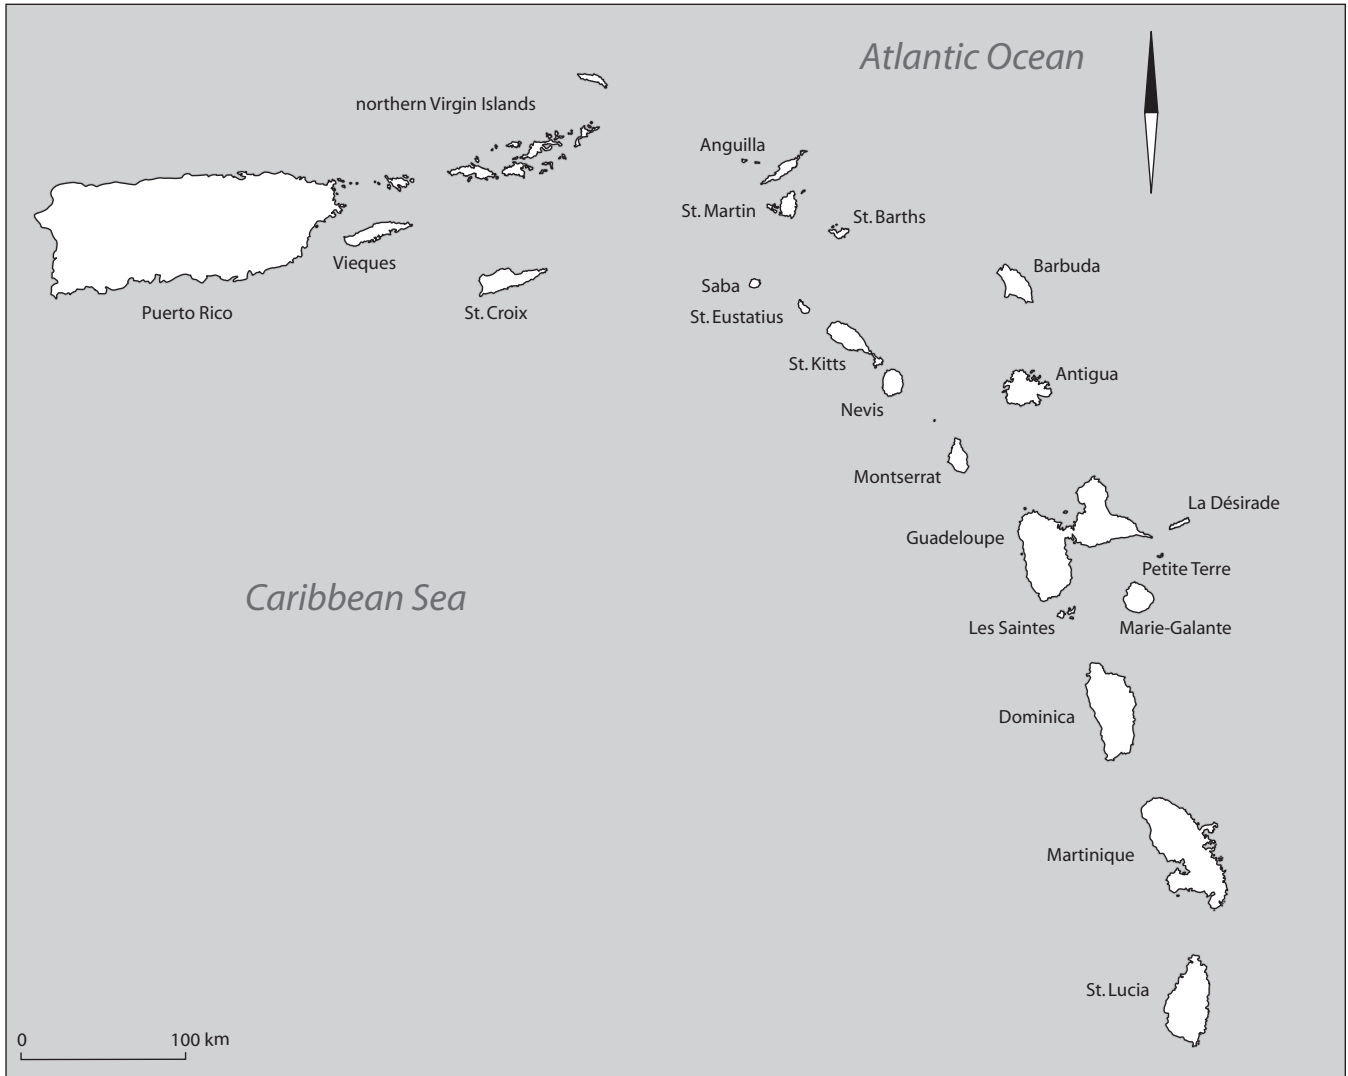 Atlantic Ocean
northern Virgin Islands
Anguilla
St. Martin
St. Barths
Vieques
Barbuda
Saba
Puerto Rico
St. Croix
St. Eustatius
St. Kitts
Antigua
Nevis
Montserrat
La Désirade
Guadeloupe
Petite Terre
Caribbean Sea
Les Saintes
Marie-Galante
Dominica
Martinique
St. Lucia
0
100 km